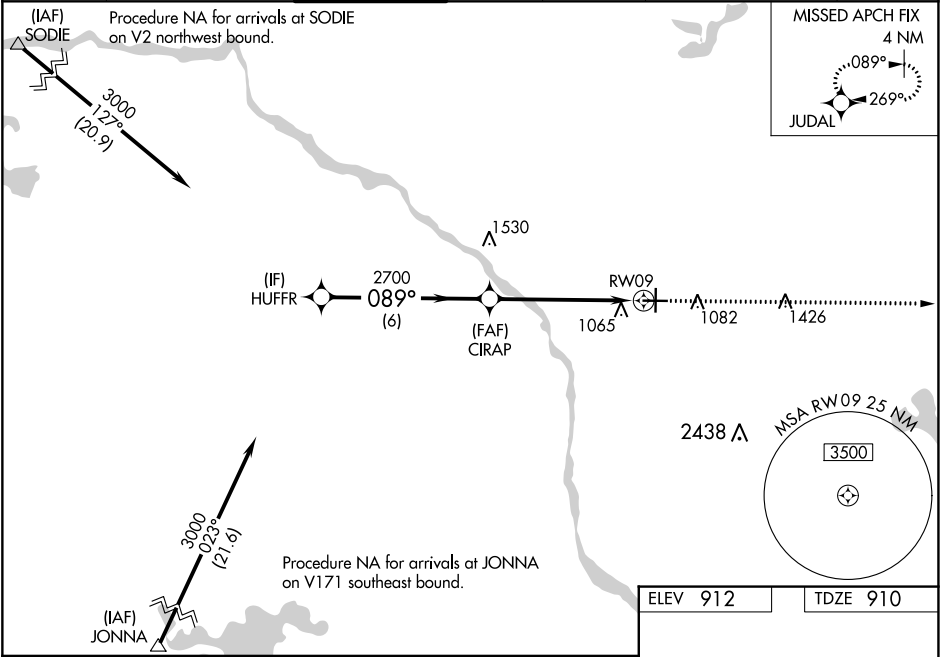 (IAF)
SODIE
Procedure NA for arrivals at SODIE
on V2 northwest bound.
3000
127°
(20.9)
MISSED APCH FIX
4 NM
089°
269°
JUDAL
1530
(IF)
HUFFR
2700
089°
(6)
(FAF)
CIRAP
RW09
1065
1082
1426
2438
MSA RW09 25 NM
3500
3000
023°
(21.6)
Procedure NA for arrivals at JONNA
on V171 southeast bound.
(IAF)
JONNA
ELEV 912
TDZE 910